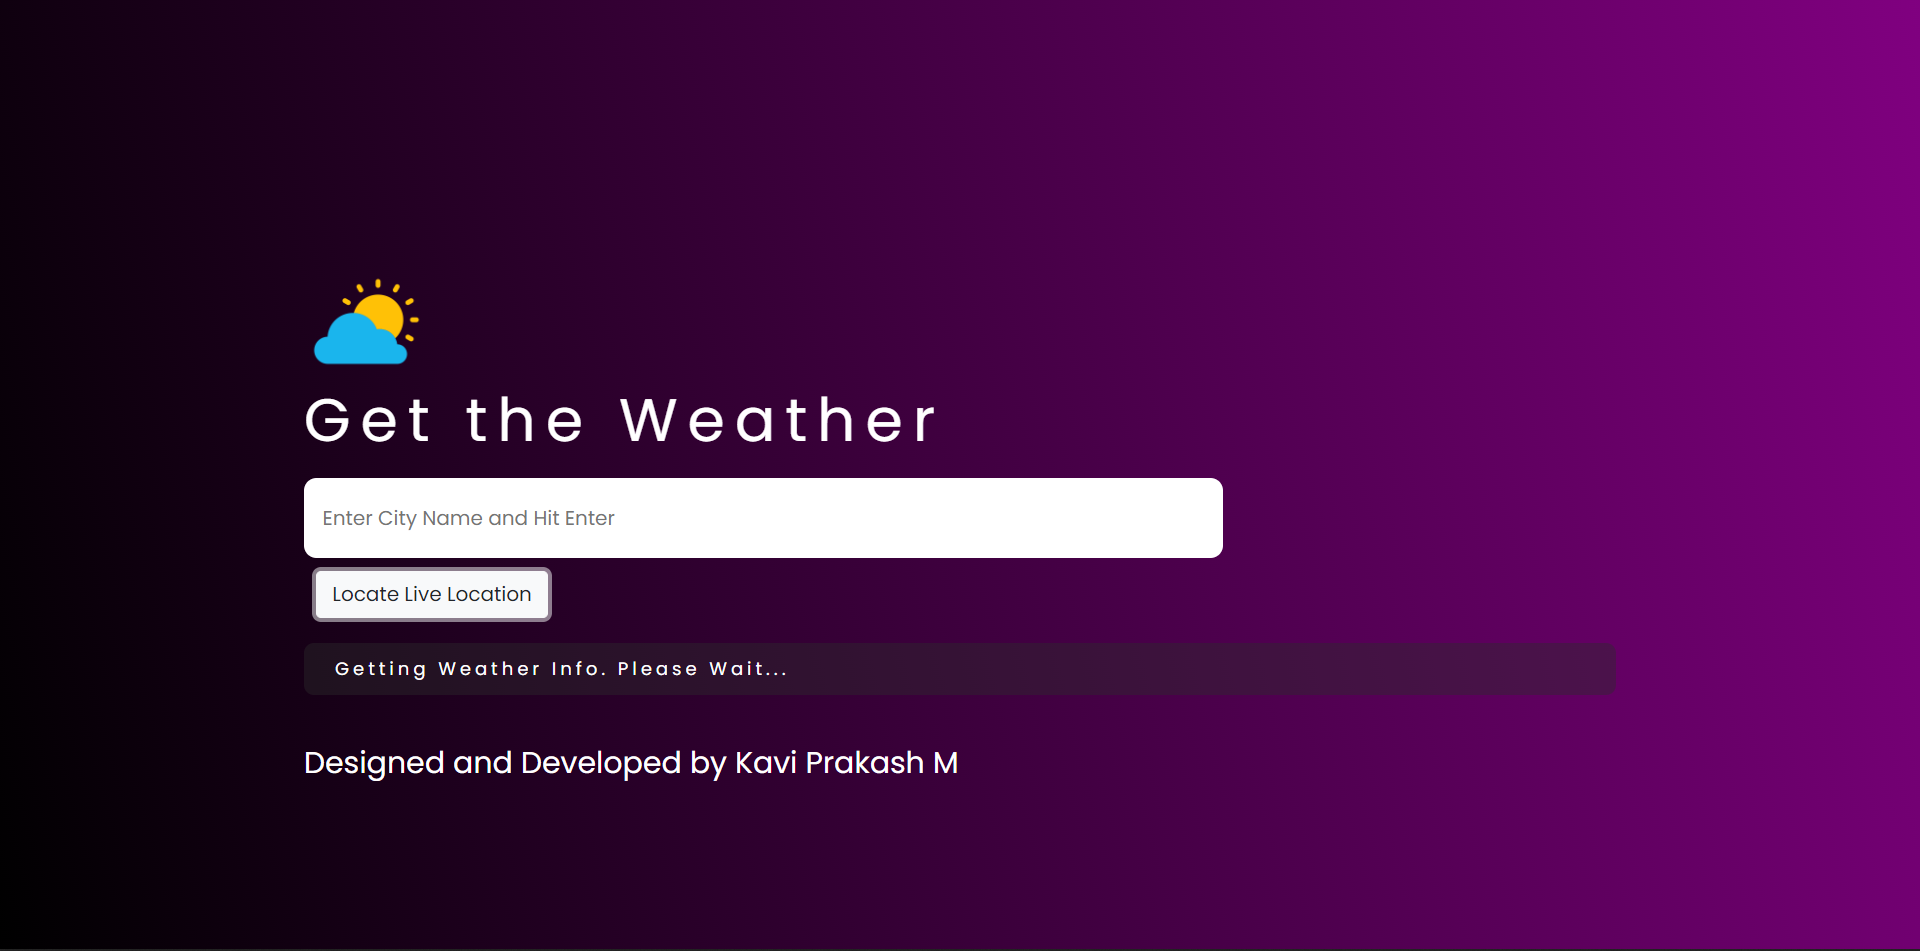 Get the Weather
Enter City Name and Hit Enter
Locate Live Location
Getting Weather Info. Please Wait...
Designed and Developed by Kavi Prakash M